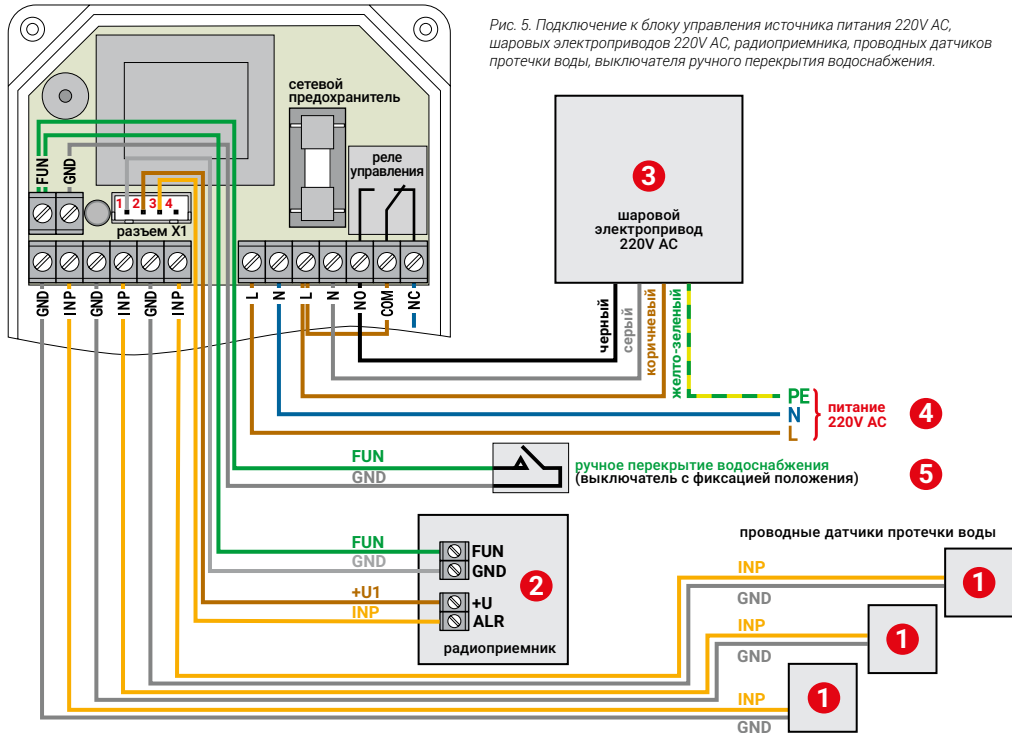 Рис. 5. Подключение к блоку управления источника питания 220V AC,
шаровых электроприводов 220V AC, радиоприемника, проводных датчиков
протечки воды, выключателя ручного перекрытия водоснабжения.
сетевой
предохранитель
реле
управления
FUN
GND
1 2 3 4
разъем X1
GND
INP
GND
INP
GND
INP
L
N
L
N
NO
COM
NC
3
шаровой
электропривод
220V AC
черный
серый
коричневый
желто-зеленый
PE
N
L
питание
220V AC
4
FUN
GND
ручное перекрытие водоснабжения
(выключатель с фиксацией положения)
5
FUN
GND
+U1
INP
FUN
GND
+U
ALR
2
радиоприемник
проводные датчики протечки воды
INP
GND
1
INP
GND
1
INP
GND
1